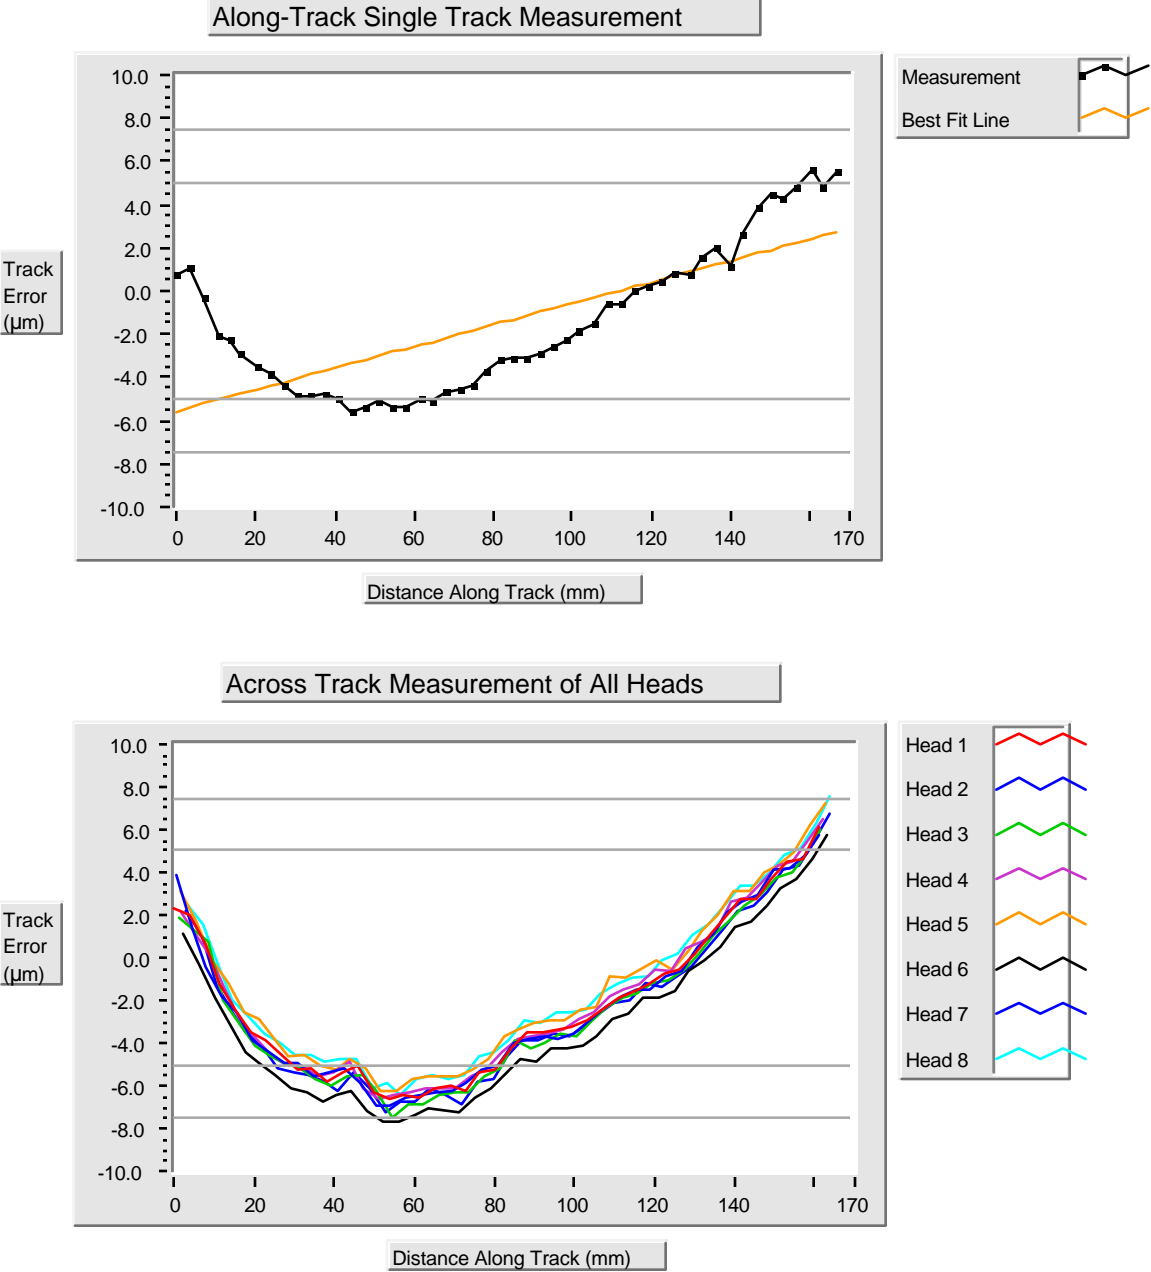 Along-Track Single Track Measurement
10.0
8.0
6.0
4.0
2.0
0.0
-2.0
-4.0
-6.0
-8.0
-10.0
Track
Error
(µm)
0 20 40 60 80 100 120 140 170
Distance Along Track (mm)
Measurement
Best Fit Line
Across Track Measurement of All Heads
10.0
8.0
6.0
4.0
2.0
0.0
-2.0
-4.0
-6.0
-8.0
-10.0
Track
Error
(µm)
0 20 40 60 80 100 120 140 170
Distance Along Track (mm)
Head 1
Head 2
Head 3
Head 4
Head 5
Head 6
Head 7
Head 8